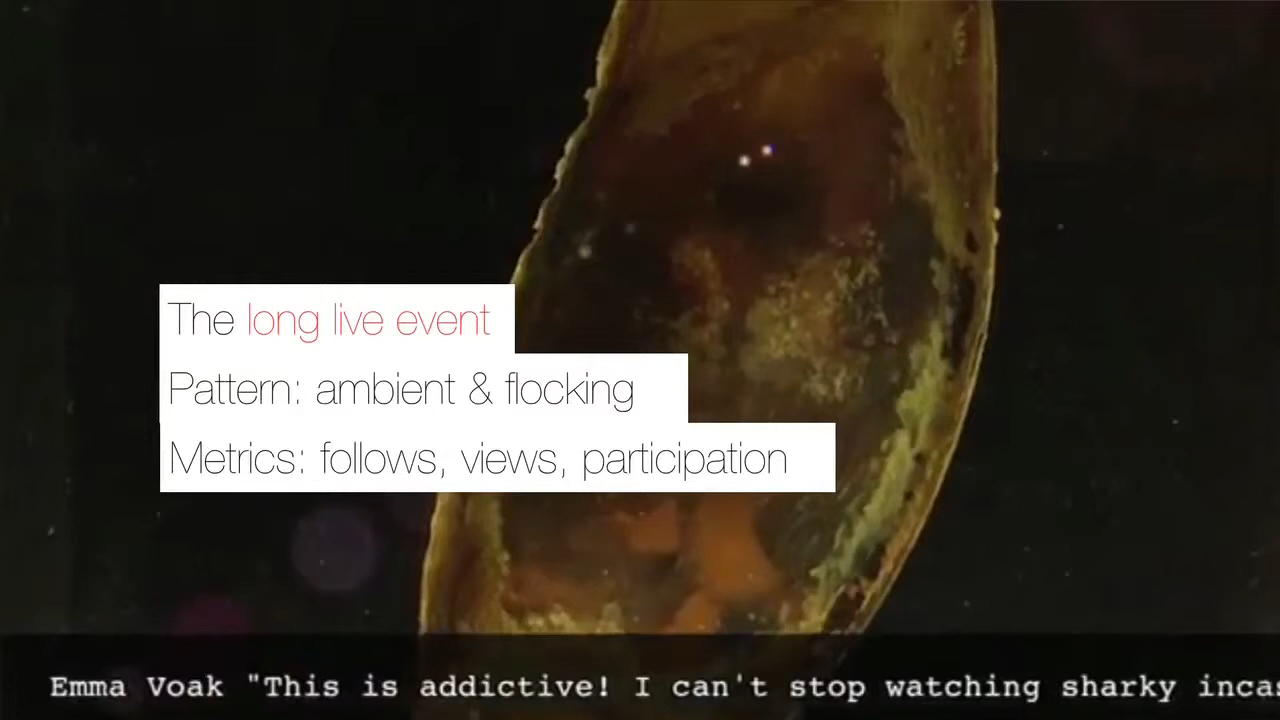 The long live event
Pattern: ambient & flocking
Metrics: follows, views, participation
Emma Voak "This is addictive! I can't stop watching sharky